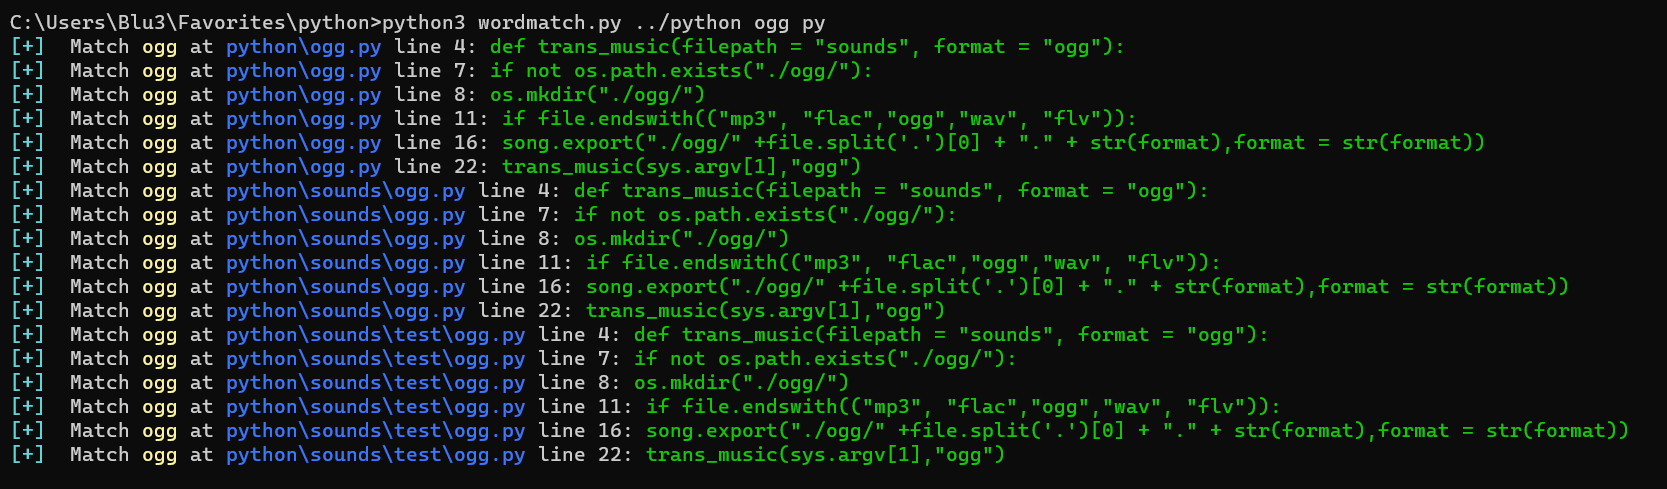 C:\Users\Blu3\Favorites\python>python3 wordmatch.py ../python ogg py
[+]  Match ogg at python\ogg.py line 4: def trans_music(filepath = "sounds", format = "ogg"):
[+]  Match ogg at python\ogg.py line 7: if not os.path.exists("./ogg/"):
[+]  Match ogg at python\ogg.py line 8: os.mkdir("./ogg/")
[+]  Match ogg at python\ogg.py line 11: if file.endswith(("mp3", "flac","ogg","wav", "flv")):
[+]  Match ogg at python\ogg.py line 16: song.export("./ogg/" +file.split('.')[0] + "." + str(format),format = str(format))
[+]  Match ogg at python\ogg.py line 22: trans_music(sys.argv[1],"ogg")
[+]  Match ogg at python\sounds\ogg.py line 4: def trans_music(filepath = "sounds", format = "ogg"):
[+]  Match ogg at python\sounds\ogg.py line 7: if not os.path.exists("./ogg/"):
[+]  Match ogg at python\sounds\ogg.py line 8: os.mkdir("./ogg/")
[+]  Match ogg at python\sounds\ogg.py line 11: if file.endswith(("mp3", "flac","ogg","wav", "flv")):
[+]  Match ogg at python\sounds\ogg.py line 16: song.export("./ogg/" +file.split('.')[0] + "." + str(format),format = str(format))
[+]  Match ogg at python\sounds\ogg.py line 22: trans_music(sys.argv[1],"ogg")
[+]  Match ogg at python\sounds\test\ogg.py line 4: def trans_music(filepath = "sounds", format = "ogg"):
[+]  Match ogg at python\sounds\test\ogg.py line 7: if not os.path.exists("./ogg/"):
[+]  Match ogg at python\sounds\test\ogg.py line 8: os.mkdir("./ogg/")
[+]  Match ogg at python\sounds\test\ogg.py line 11: if file.endswith(("mp3", "flac","ogg","wav", "flv")):
[+]  Match ogg at python\sounds\test\ogg.py line 16: song.export("./ogg/" +file.split('.')[0] + "." + str(format),format = str(format))
[+]  Match ogg at python\sounds\test\ogg.py line 22: trans_music(sys.argv[1],"ogg")